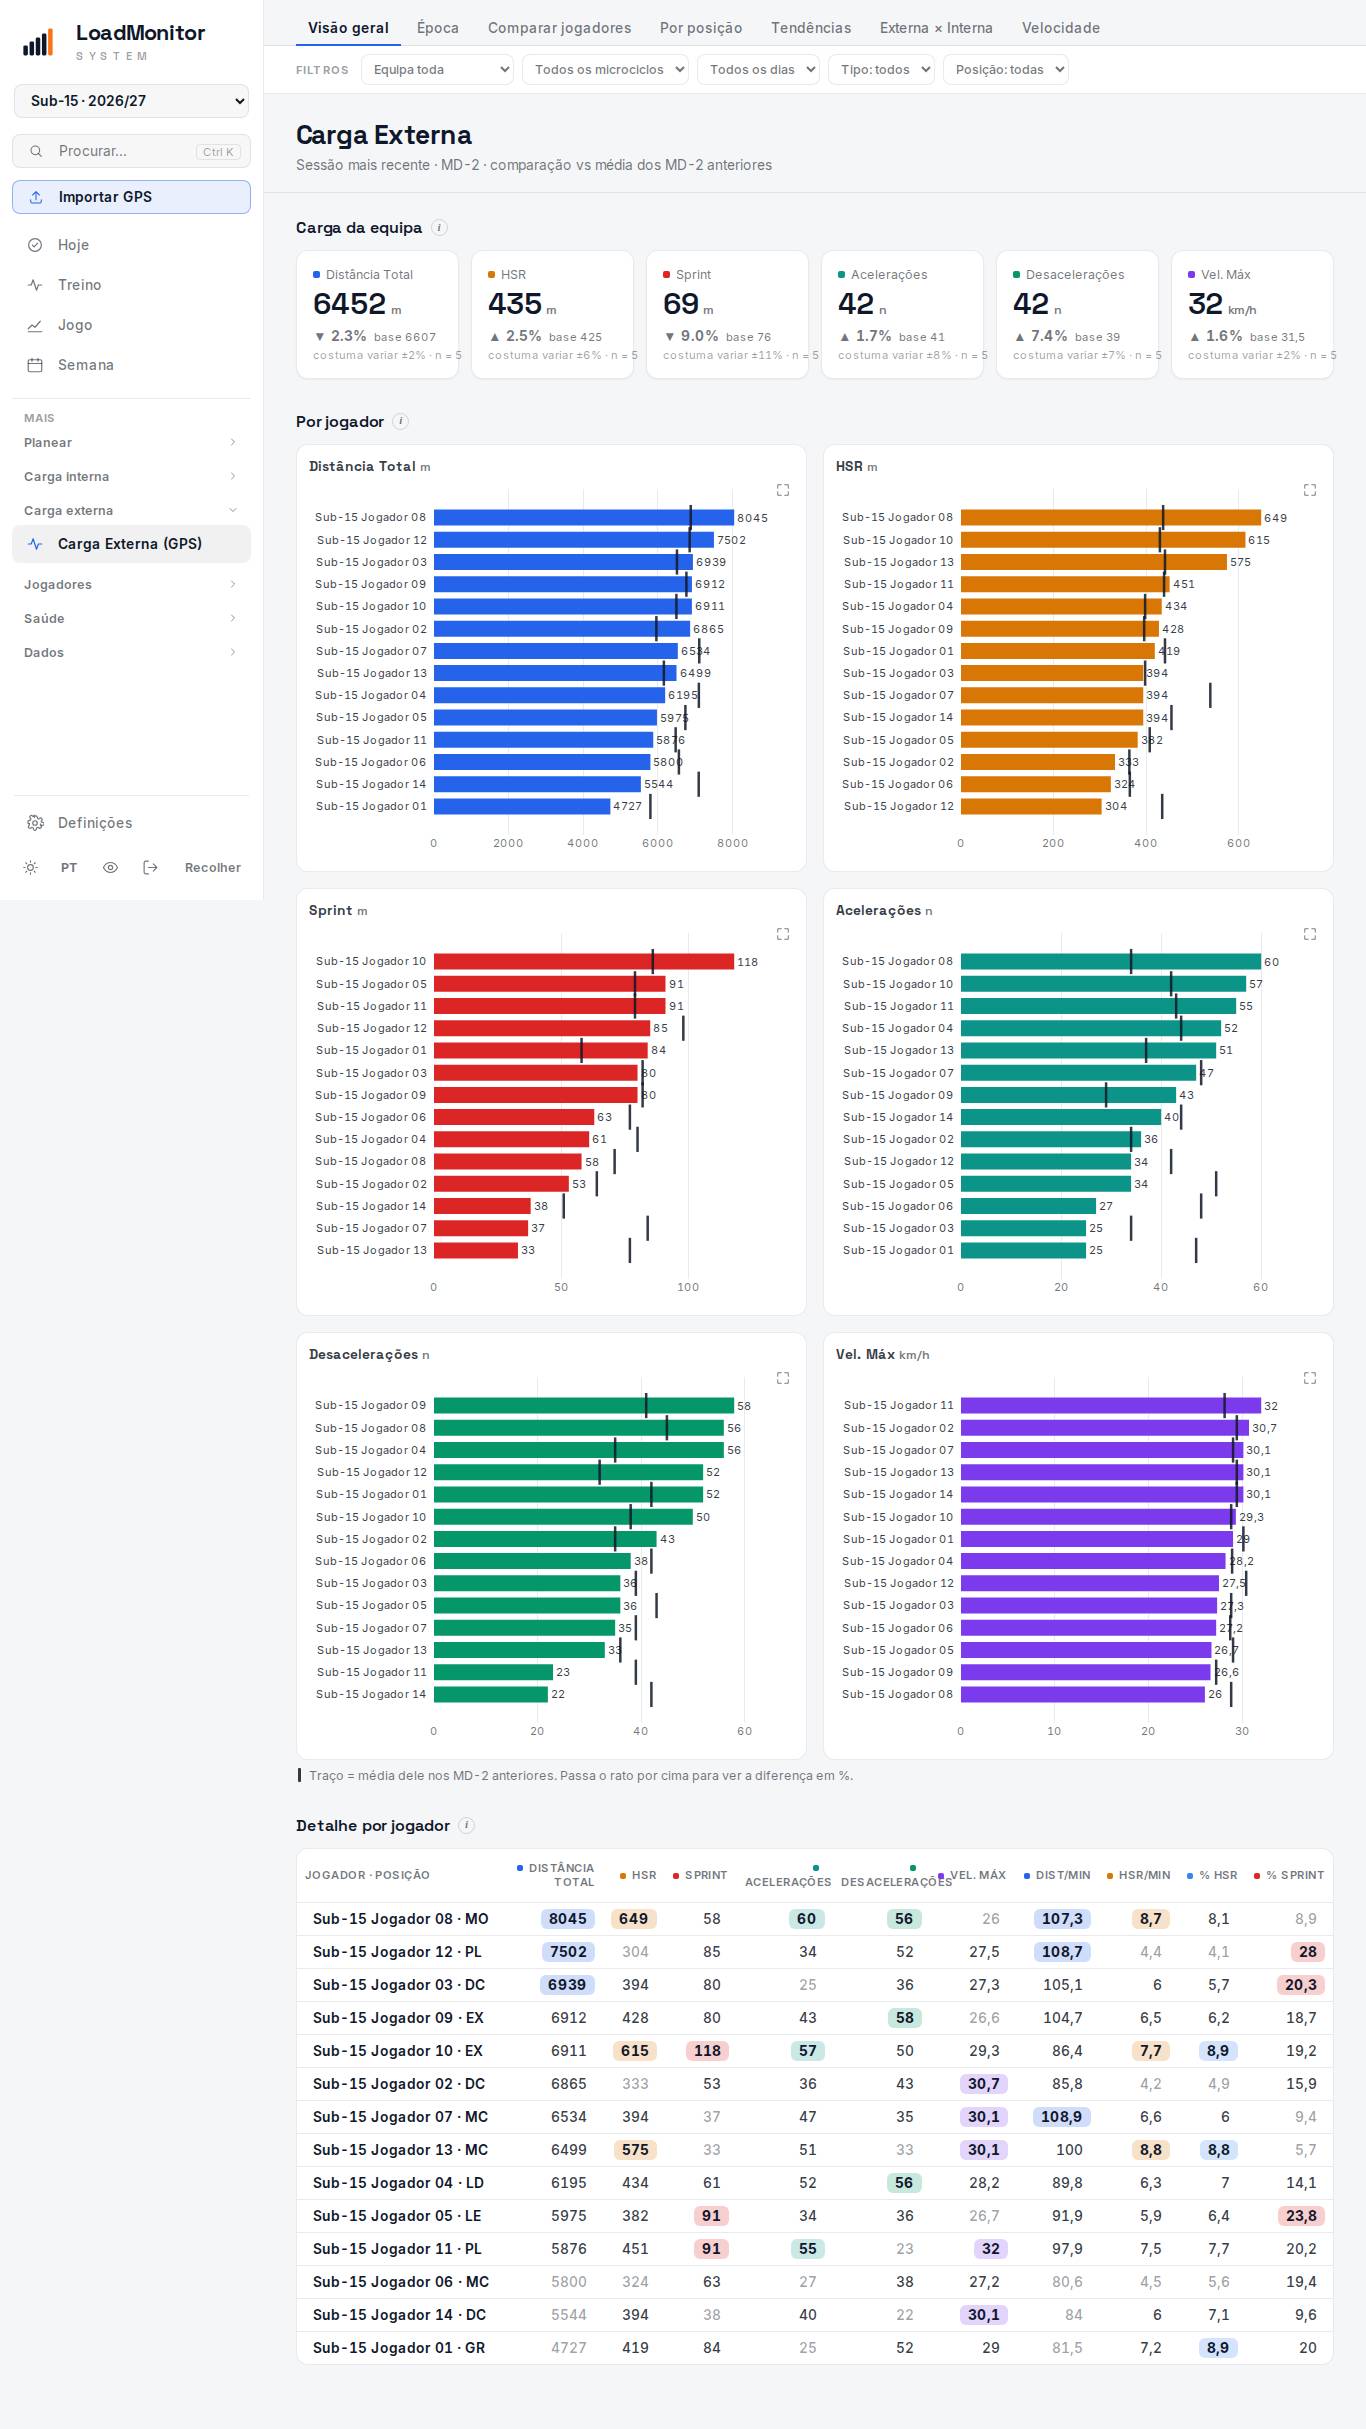 LoadMonitor
SYSTEM
Sub-15 · 2026/27
Procurar... Ctrl K
Importar GPS
Hoje
Treino
Jogo
Semana
MAIS
Planear
Carga interna
Carga externa
Carga Externa (GPS)
Jogadores
Saúde
Dados
Definições
PT Recolher
Visão geral Época Comparar jogadores Por posição Tendências Externa × Interna Velocidade
FILTROS Equipa toda Todos os microciclos Todos os dias Tipo: todos Posição: todas
Carga Externa
Sessão mais recente · MD-2 · comparação vs média dos MD-2 anteriores
Carga da equipa i
Distância Total
6452 m
▼ 2.3% base 6607
costuma variar ±2% · n = 5
HSR
435 m
▲ 2.5% base 425
costuma variar ±6% · n = 5
Sprint
69 m
▼ 9.0% base 76
costuma variar ±11% · n = 5
Acelerações
42 n
▲ 1.7% base 41
costuma variar ±8% · n = 5
Desacelerações
42 n
▲ 7.4% base 39
costuma variar ±7% · n = 5
Vel. Máx
32 km/h
▲ 1.6% base 31,5
costuma variar ±2% · n = 5
Por jogador i
Distância Total m
Sub-15 Jogador 08 8045
Sub-15 Jogador 12 7502
Sub-15 Jogador 03 6939
Sub-15 Jogador 09 6912
Sub-15 Jogador 10 6911
Sub-15 Jogador 02 6865
Sub-15 Jogador 07 6534
Sub-15 Jogador 13 6499
Sub-15 Jogador 04 6195
Sub-15 Jogador 05 5975
Sub-15 Jogador 11 5876
Sub-15 Jogador 06 5800
Sub-15 Jogador 14 5544
Sub-15 Jogador 01 4727
0 2000 4000 6000 8000
HSR m
Sub-15 Jogador 08 649
Sub-15 Jogador 10 615
Sub-15 Jogador 13 575
Sub-15 Jogador 11 451
Sub-15 Jogador 04 434
Sub-15 Jogador 09 428
Sub-15 Jogador 01 419
Sub-15 Jogador 03 394
Sub-15 Jogador 07 394
Sub-15 Jogador 14 394
Sub-15 Jogador 05 382
Sub-15 Jogador 02 333
Sub-15 Jogador 06 324
Sub-15 Jogador 12 304
0 200 400 600
Sprint m
Sub-15 Jogador 10 118
Sub-15 Jogador 05 91
Sub-15 Jogador 11 91
Sub-15 Jogador 12 85
Sub-15 Jogador 01 84
Sub-15 Jogador 03 80
Sub-15 Jogador 09 80
Sub-15 Jogador 06 63
Sub-15 Jogador 04 61
Sub-15 Jogador 08 58
Sub-15 Jogador 02 53
Sub-15 Jogador 14 38
Sub-15 Jogador 07 37
Sub-15 Jogador 13 33
0 50 100
Acelerações n
Sub-15 Jogador 08 60
Sub-15 Jogador 10 57
Sub-15 Jogador 11 55
Sub-15 Jogador 04 52
Sub-15 Jogador 13 51
Sub-15 Jogador 07 47
Sub-15 Jogador 09 43
Sub-15 Jogador 14 40
Sub-15 Jogador 02 36
Sub-15 Jogador 12 34
Sub-15 Jogador 05 34
Sub-15 Jogador 06 27
Sub-15 Jogador 03 25
Sub-15 Jogador 01 25
0 20 40 60
Desacelerações n
Sub-15 Jogador 09 58
Sub-15 Jogador 08 56
Sub-15 Jogador 04 56
Sub-15 Jogador 12 52
Sub-15 Jogador 01 52
Sub-15 Jogador 10 50
Sub-15 Jogador 02 43
Sub-15 Jogador 06 38
Sub-15 Jogador 03 36
Sub-15 Jogador 05 36
Sub-15 Jogador 07 35
Sub-15 Jogador 13 33
Sub-15 Jogador 11 23
Sub-15 Jogador 14 22
0 20 40 60
Vel. Máx km/h
Sub-15 Jogador 11 32
Sub-15 Jogador 02 30,7
Sub-15 Jogador 07 30,1
Sub-15 Jogador 13 30,1
Sub-15 Jogador 14 30,1
Sub-15 Jogador 10 29,3
Sub-15 Jogador 01 29
Sub-15 Jogador 04 28,2
Sub-15 Jogador 12 27,5
Sub-15 Jogador 03 27,3
Sub-15 Jogador 06 27,2
Sub-15 Jogador 05 26,7
Sub-15 Jogador 09 26,6
Sub-15 Jogador 08 26
0 10 20 30
Traço = média dele nos MD-2 anteriores. Passa o rato por cima para ver a diferença em %.
Detalhe por jogador i
JOGADOR · POSIÇÃO DISTÂNCIA TOTAL HSR SPRINT ACELERAÇÕES DESACELERAÇÕES VEL. MÁX DIST/MIN HSR/MIN % HSR % SPRINT
Sub-15 Jogador 08 · MO 8045 649 58 60 56 26 107,3 8,7 8,1 8,9
Sub-15 Jogador 12 · PL 7502 304 85 34 52 27,5 108,7 4,4 4,1 28
Sub-15 Jogador 03 · DC 6939 394 80 25 36 27,3 105,1 6 5,7 20,3
Sub-15 Jogador 09 · EX 6912 428 80 43 58 26,6 104,7 6,5 6,2 18,7
Sub-15 Jogador 10 · EX 6911 615 118 57 50 29,3 86,4 7,7 8,9 19,2
Sub-15 Jogador 02 · DC 6865 333 53 36 43 30,7 85,8 4,2 4,9 15,9
Sub-15 Jogador 07 · MC 6534 394 37 47 35 30,1 108,9 6,6 6 9,4
Sub-15 Jogador 13 · MC 6499 575 33 51 33 30,1 100 8,8 8,8 5,7
Sub-15 Jogador 04 · LD 6195 434 61 52 56 28,2 89,8 6,3 7 14,1
Sub-15 Jogador 05 · LE 5975 382 91 34 36 26,7 91,9 5,9 6,4 23,8
Sub-15 Jogador 11 · PL 5876 451 91 55 23 32 97,9 7,5 7,7 20,2
Sub-15 Jogador 06 · MC 5800 324 63 27 38 27,2 80,6 4,5 5,6 19,4
Sub-15 Jogador 14 · DC 5544 394 38 40 22 30,1 84 6 7,1 9,6
Sub-15 Jogador 01 · GR 4727 419 84 25 52 29 81,5 7,2 8,9 20